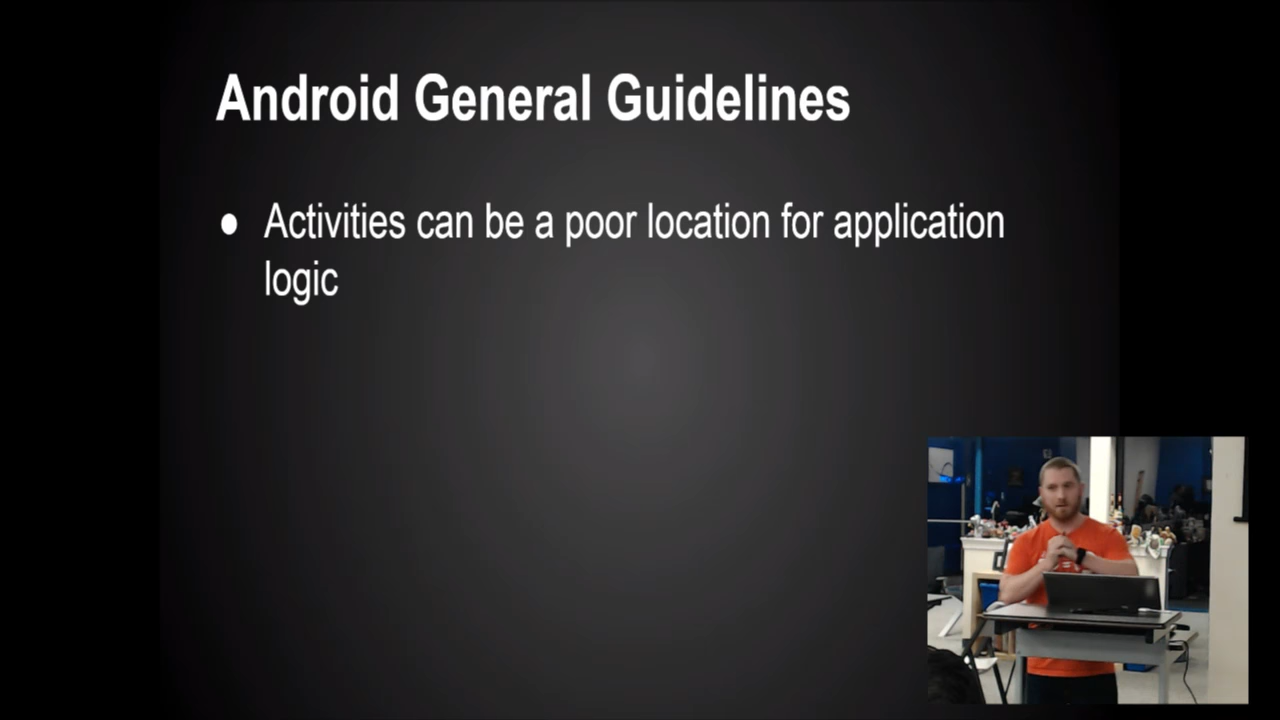 Android General Guidelines
● Activities can be a poor location for application
logic